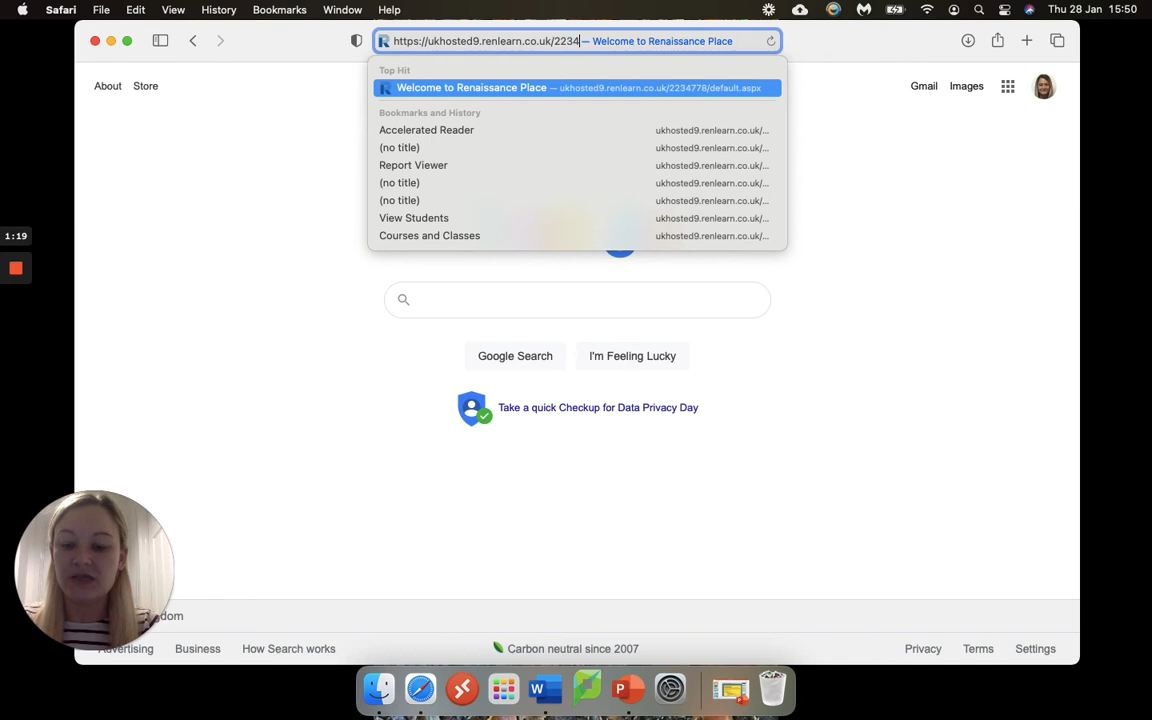 Safari File Edit View History Bookmarks Window Help Thu 28 Jan 15:50
https://ukhosted9.renlearn.co.uk/2234 — Welcome to Renaissance Place
Top Hit
Welcome to Renaissance Place — ukhosted9.renlearn.co.uk/2234778/default.aspx
Bookmarks and History
Accelerated Reader ukhosted9.renlearn.co.uk/...
(no title) ukhosted9.renlearn.co.uk/...
Report Viewer ukhosted9.renlearn.co.uk/...
(no title) ukhosted9.renlearn.co.uk/...
(no title) ukhosted9.renlearn.co.uk/...
View Students ukhosted9.renlearn.co.uk/...
Courses and Classes ukhosted9.renlearn.co.uk/...
About Store Gmail Images
1:19
Google Search I'm Feeling Lucky
Take a quick Checkup for Data Privacy Day
Advertising Business How Search works Carbon neutral since 2007 Privacy Terms Settings